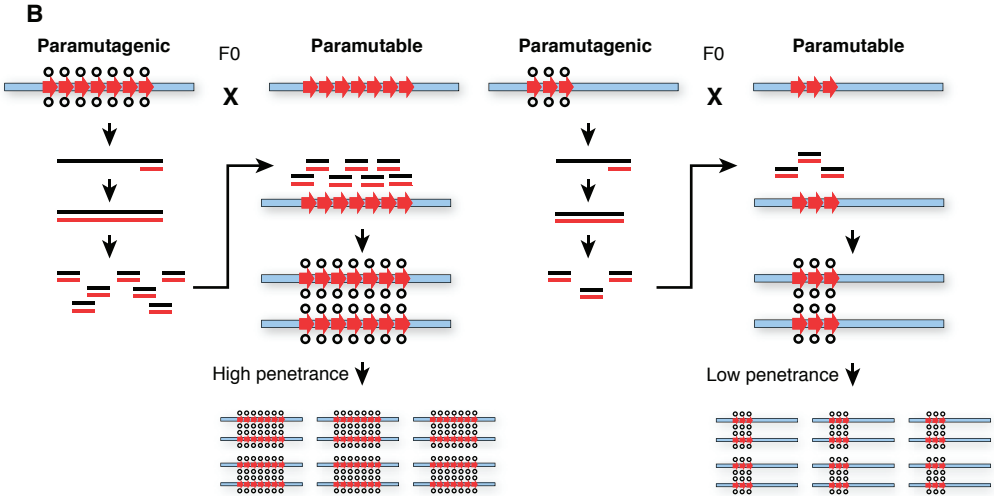 B
Paramutagenic
F0
Paramutable
Paramutagenic
F0
Paramutable
X
X
High penetrance
Low penetrance